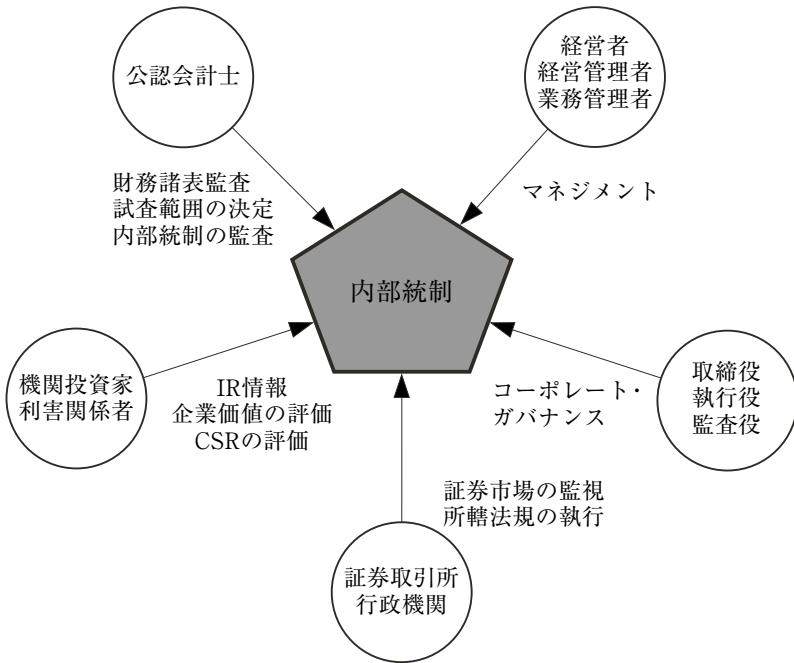 公認会計士
経営者
経営管理者
業務管理者
財務諸表監査
試査範囲の決定
内部統制の監査
マネジメント
内部統制
機関投資家
利害関係者
IR情報
企業価値の評価
CSRの評価
コーポレート・
ガバナンス
取締役
執行役
監査役
証券市場の監視
所轄法規の執行
証券取引所
行政機関